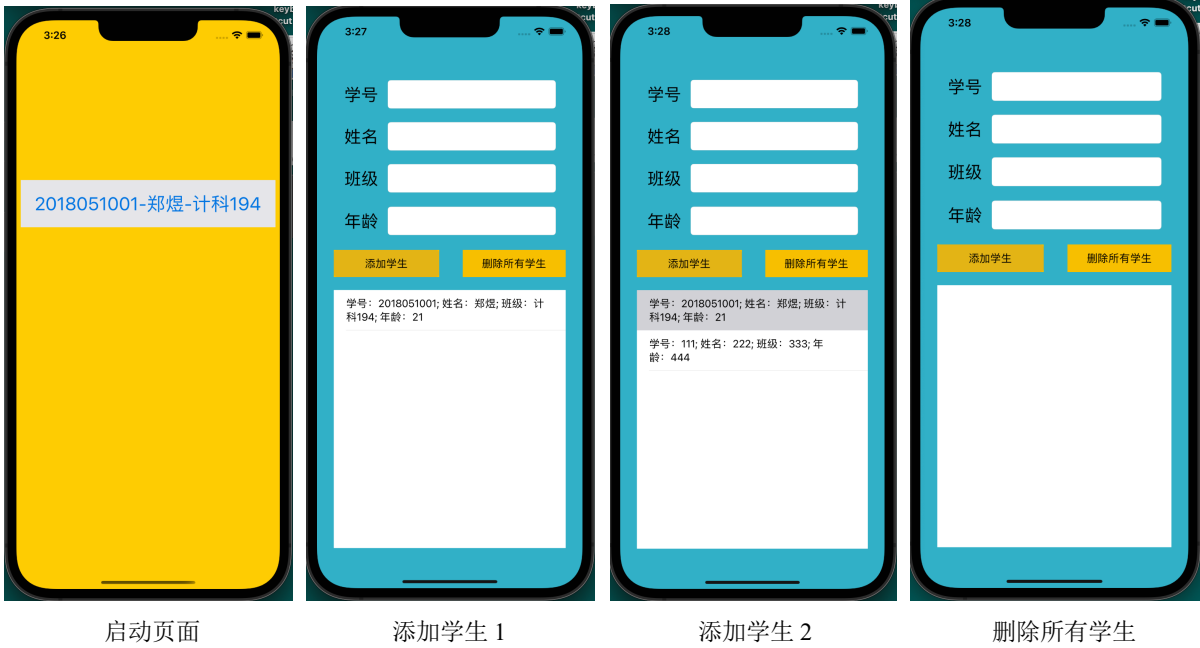 3:26
2018051001-郑煜-计科194
启动页面
3:27
学号
姓名
班级
年龄
添加学生
删除所有学生
学号：2018051001; 姓名：郑煜; 班级：计
科194; 年龄：21
添加学生 1
3:28
学号
姓名
班级
年龄
添加学生
删除所有学生
学号：2018051001; 姓名：郑煜; 班级：计
科194; 年龄：21
学号：111; 姓名：222; 班级：333; 年
龄：444
添加学生 2
3:28
学号
姓名
班级
年龄
添加学生
删除所有学生
删除所有学生